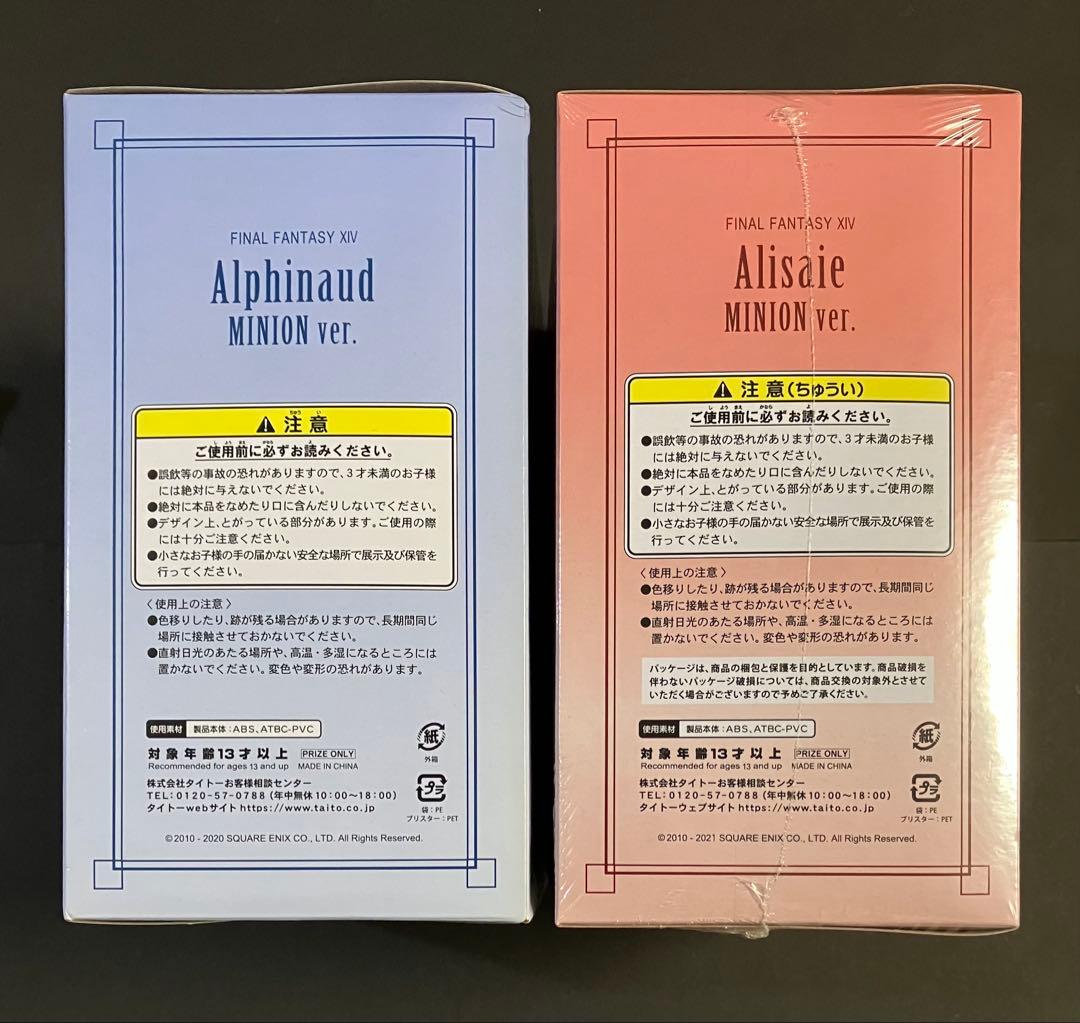 FINAL FANTASY XIV
Alphinaud
MINION ver.
⚠ 注意
ちゅう い
ご使用前に必ずお読みください。
し よう まえ かなら よ
●誤飲等の事故の恐れがありますので、3才未満のお子様
には絶対に与えないでください。
●絶対に本品をなめたり口に含んだりしないでください。
●デザイン上、とがっている部分があります。ご使用の際
には十分ご注意ください。
●小さなお子様の手の届かない安全な場所で展示及び保管を
行ってください。
〈使用上の注意〉
●色移りしたり、跡が残る場合がありますので、長期間同じ
場所に接触させておかないでください。
●直射日光のあたる場所や、高温・多湿になるところには
置かないでください。変色や変形の恐れがあります。
使用素材 製品本体:ABS、ATBC-PVC
対象年齢13才以上 PRIZE ONLY
Recommended for ages 13 and up MADE IN CHINA
株式会社タイトーお客様相談センター
TEL:0120-57-0788 (年中無休 10:00〜18:00)
タイトーwebサイト https://www.taito.co.jp
紙
外箱
プラ
袋:PE
ブリスター:PET
©2010 - 2020 SQUARE ENIX CO., LTD. All Rights Reserved.
FINAL FANTASY XIV
Alisaie
MINION ver.
⚠ 注意(ちゅうい)
ご使用前に必ずお読みください。
し よう まえ かなら よ
●誤飲等の事故の恐れがありますので、3才未満のお子様
には絶対に与えないでください。
●絶対に本品をなめたり口に含んだりしないでください。
●デザイン上、とがっている部分があります。ご使用の際
には十分ご注意ください。
●小さなお子様の手の届かない安全な場所で展示及び保管を
行ってください。
〈使用上の注意〉
●色移りしたり、跡が残る場合がありますので、長期間同じ
場所に接触させておかないでください。
●直射日光のあたる場所や、高温・多湿になるところには
置かないでください。変色や変形の恐れがあります。
パッケージは、商品の梱包と保護を目的としています。商品破損を
伴わないパッケージ破損については、商品交換の対象外とさせて
いただく場合がございますので予めご了承ください。
使用素材 製品本体:ABS、ATBC-PVC
対象年齢13才以上 PRIZE ONLY
Recommended for ages 13 and up MADE IN CHINA
株式会社タイトーお客様相談センター
TEL:0120-57-0788 (年中無休 10:00〜18:00)
タイトーウェブサイト https://www.taito.co.jp
紙
外箱
プラ
袋:PE
ブリスター:PET
©2010 - 2021 SQUARE ENIX CO., LTD. All Rights Reserved.